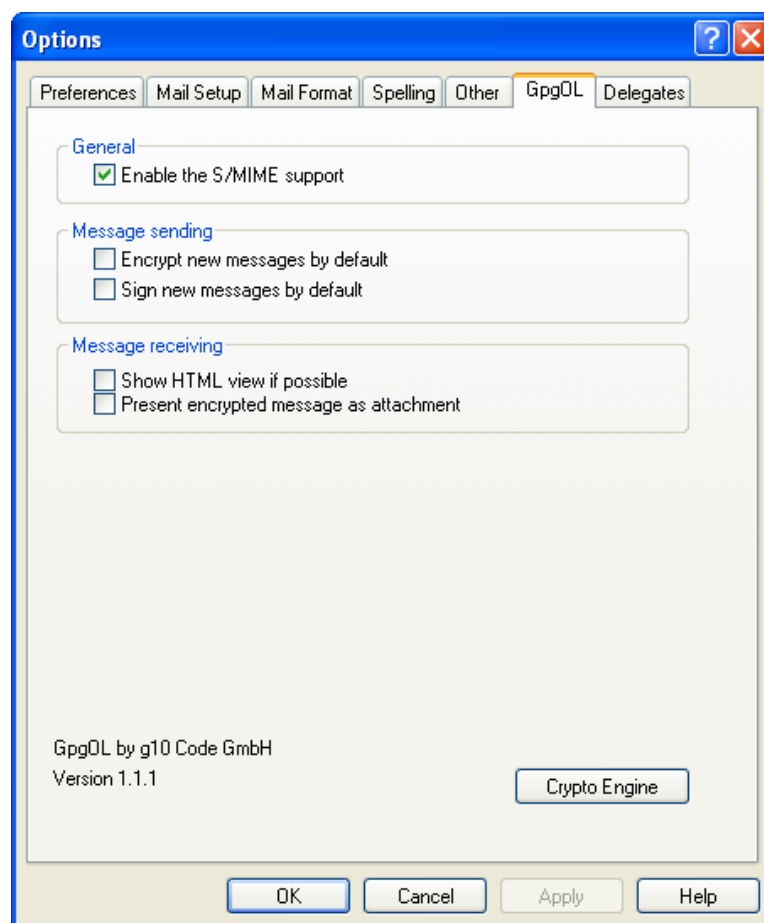 Options
Preferences Mail Setup Mail Format Spelling Other GpgOL Delegates
General
Enable the S/MIME support
Message sending
Encrypt new messages by default
Sign new messages by default
Message receiving
Show HTML view if possible
Present encrypted message as attachment
GpgOL by g10 Code GmbH
Version 1.1.1
Crypto Engine
OK Cancel Apply Help